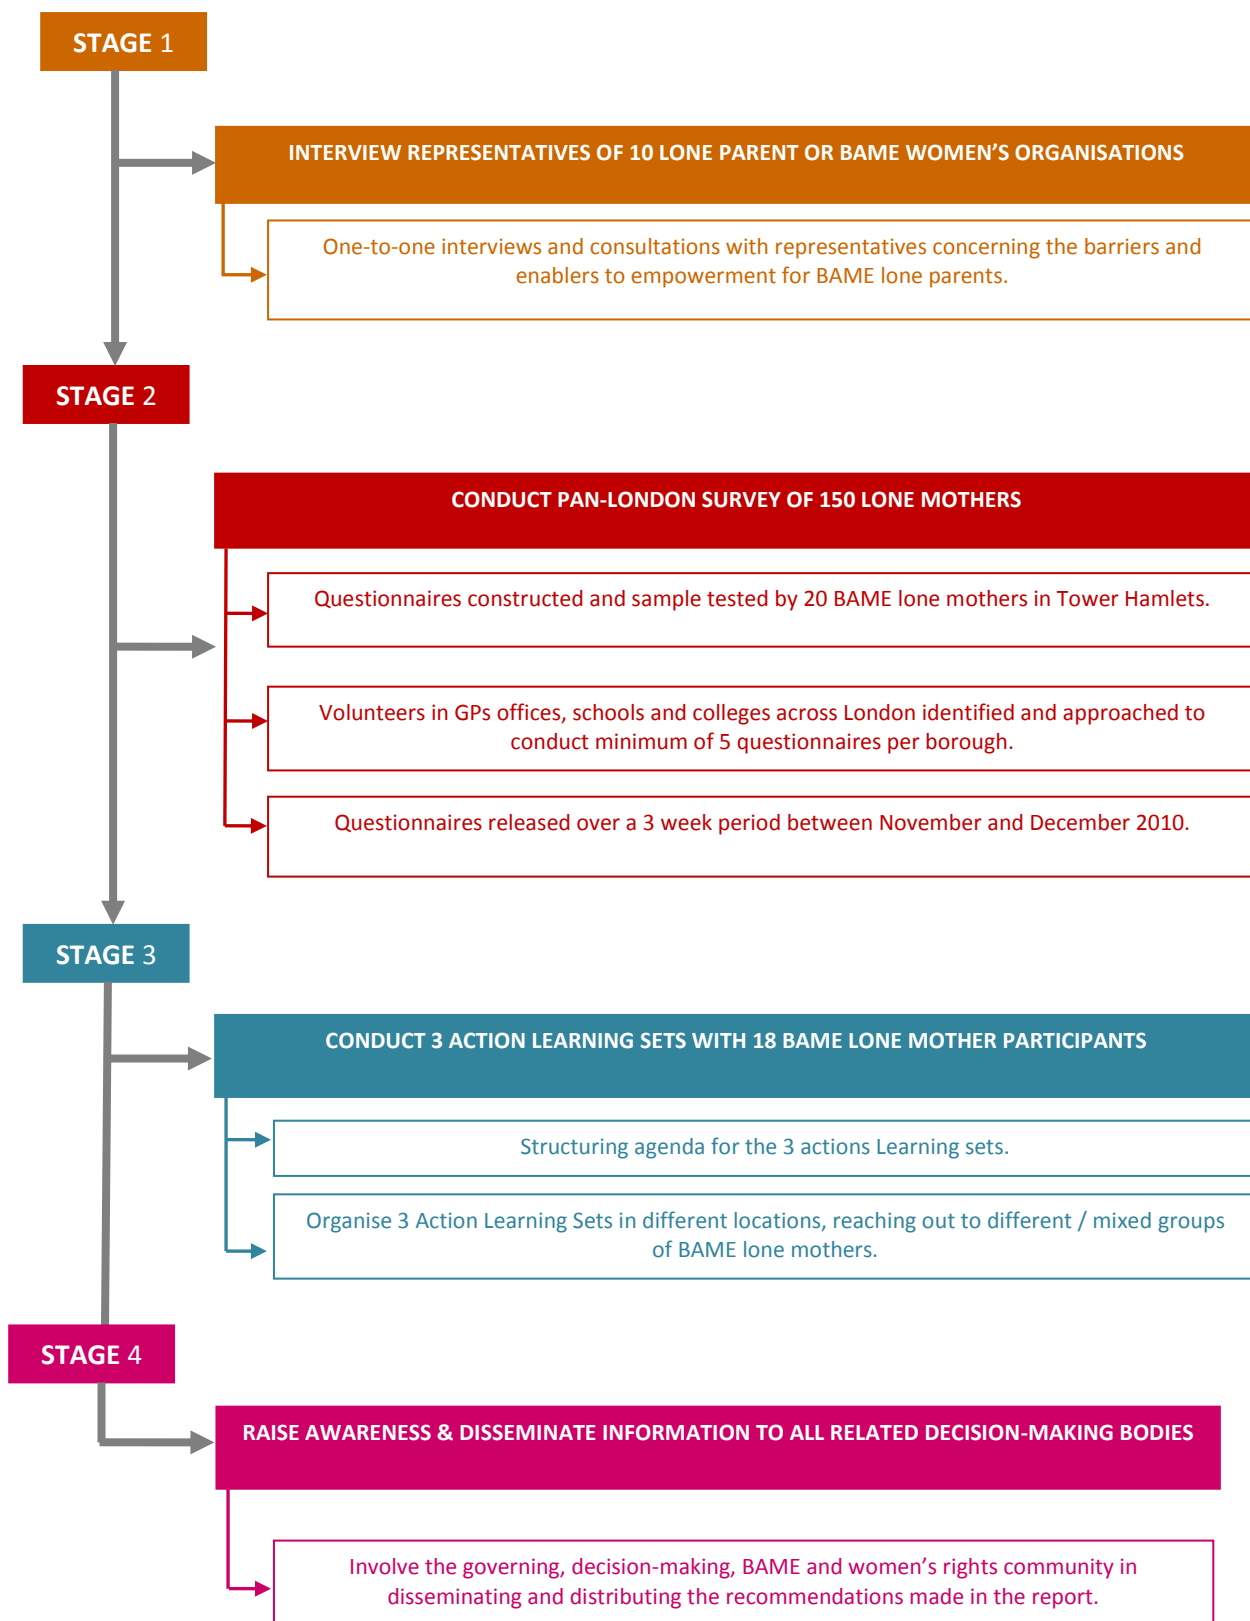 STAGE 1
INTERVIEW REPRESENTATIVES OF 10 LONE PARENT OR BAME WOMEN’S ORGANISATIONS
One-to-one interviews and consultations with representatives concerning the barriers and
enablers to empowerment for BAME lone parents.
STAGE 2
CONDUCT PAN-LONDON SURVEY OF 150 LONE MOTHERS
Questionnaires constructed and sample tested by 20 BAME lone mothers in Tower Hamlets.
Volunteers in GPs offices, schools and colleges across London identified and approached to
conduct minimum of 5 questionnaires per borough.
Questionnaires released over a 3 week period between November and December 2010.
STAGE 3
CONDUCT 3 ACTION LEARNING SETS WITH 18 BAME LONE MOTHER PARTICIPANTS
Structuring agenda for the 3 actions Learning sets.
Organise 3 Action Learning Sets in different locations, reaching out to different / mixed groups
of BAME lone mothers.
STAGE 4
RAISE AWARENESS & DISSEMINATE INFORMATION TO ALL RELATED DECISION-MAKING BODIES
Involve the governing, decision-making, BAME and women’s rights community in
disseminating and distributing the recommendations made in the report.